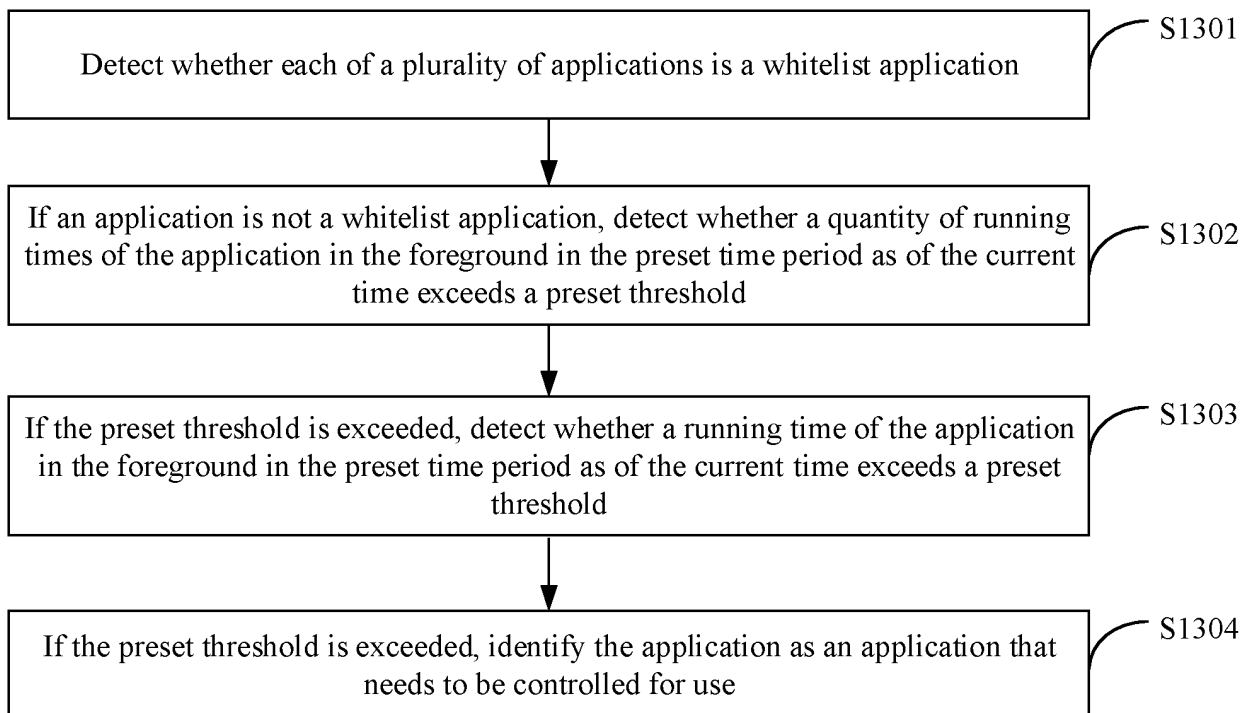 Detect whether each of a plurality of applications is a whitelist application
S1301
If an application is not a whitelist application, detect whether a quantity of running
times of the application in the foreground in the preset time period as of the current
time exceeds a preset threshold
S1302
If the preset threshold is exceeded, detect whether a running time of the application
in the foreground in the preset time period as of the current time exceeds a preset
threshold
S1303
If the preset threshold is exceeded, identify the application as an application that
needs to be controlled for use
S1304